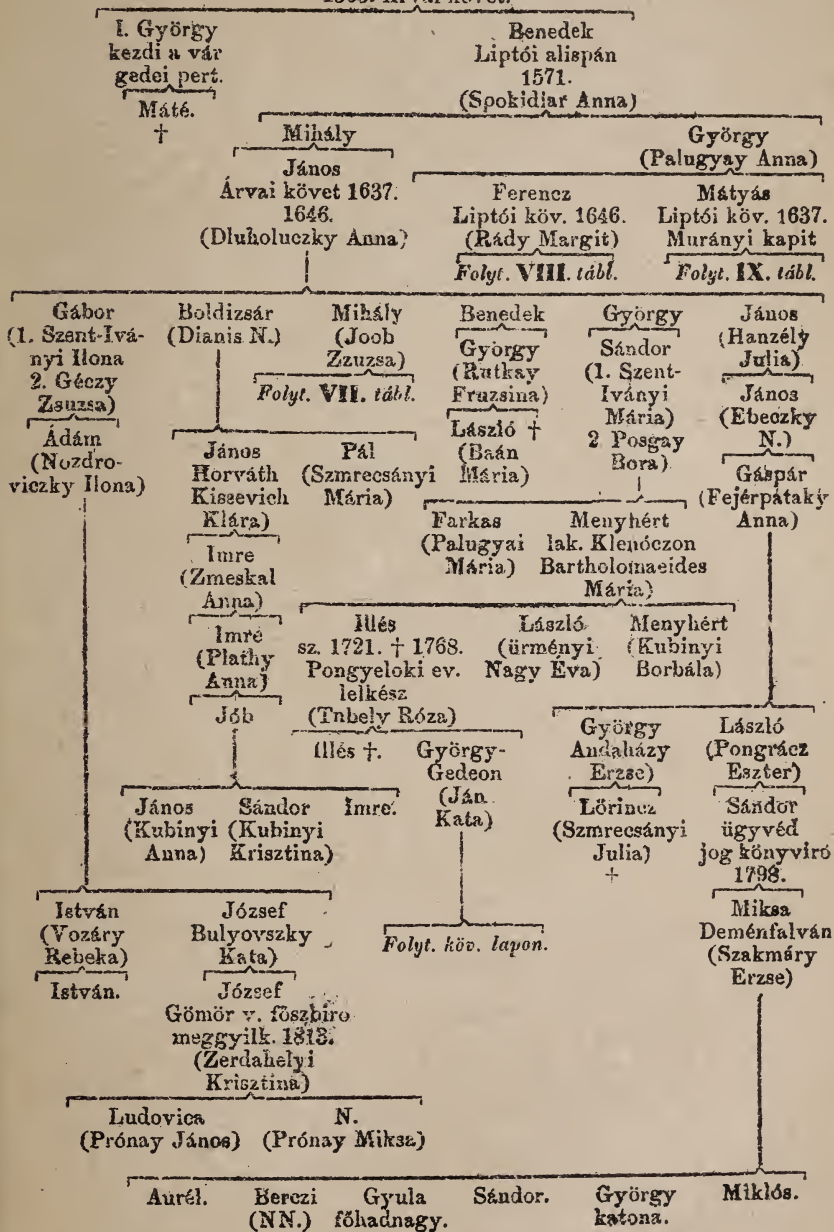 I. György
kezdi a vár
gedei pert.
Máté.
†
Benedek
Liptói alispán
1571.
(Spokidiar Anna)
Mihály
János
Árvai követ 1637.
1646.
(Dluholuczky Anna)
György
(Palugyay Anna)
Ferencz
Liptói köv. 1646.
(Rády Margit)
Folyt. VIII. tábl.
Mátyás
Liptói köv. 1637.
Murányi kapit
Folyt. IX. tábl.
Gábor
(1. Szent-Ivá-
nyi Ilona
2. Géczy
Zsuzsa)
Ádám
(Nozdro-
viczky Ilona)
Boldizsár
(Dianis N.)
Mihály
(Joob
Zzuzsa)
Folyt. VII. tábl.
Benedek
György
(Rutkay
Fruzsina)
László †
(Baán
Mária)
György
Sándor
(1. Szent-
Iványi
Mária)
2 Posgay
Bora)
János
(Hanzély
Julia)
János
(Ebeczky
N.)
Gáspár
(Fejérpataky
Anna)
János
Horváth
Kissevich
Klára)
Imre
(Zmeskal
Anna)
Imre
(Plathy
Anna)
Jób
Pál
(Szmrecsányi
Mária)
Farkas
(Palugyai
Mária)
Menyhért
lak. Klenóczon
Bartholomaeides
Mária)
Illés
sz. 1721. † 1768.
Pongyeloki ev.
lelkész
(Tubely Róza)
László
(ürményi
Nagy Éva)
Menyhért
(Kubinyi
Borbála)
Illés †.
György-
Gedeon
(Ján
Kata)
György
Andaházy
Erzse)
Lőrincz
(Szmrecsányi
Julia)
†
László
(Pongrácz
Eszter)
Sándor
ügyvéd
jog könyviró
1798.
János
(Kubinyi
Anna)
Sándor
(Kubinyi
Krisztina)
Imre.
István
(Vozáry
Rebeka)
István.
József
Bulyovszky
Kata)
József
Gömör v. főszbiro
meggyilk. 1813.
(Zerdahelyi
Krisztina)
Folyt. köv. lapon.
Miksa
Deménfalván
(Szakmáry
Erzse)
Ludovica
(Prónay János)
N.
(Prónay Miksa)
Aurél.
Berczi
(NN.)
Gyula
főhadnagy.
Sándor.
György
katona.
Miklós.